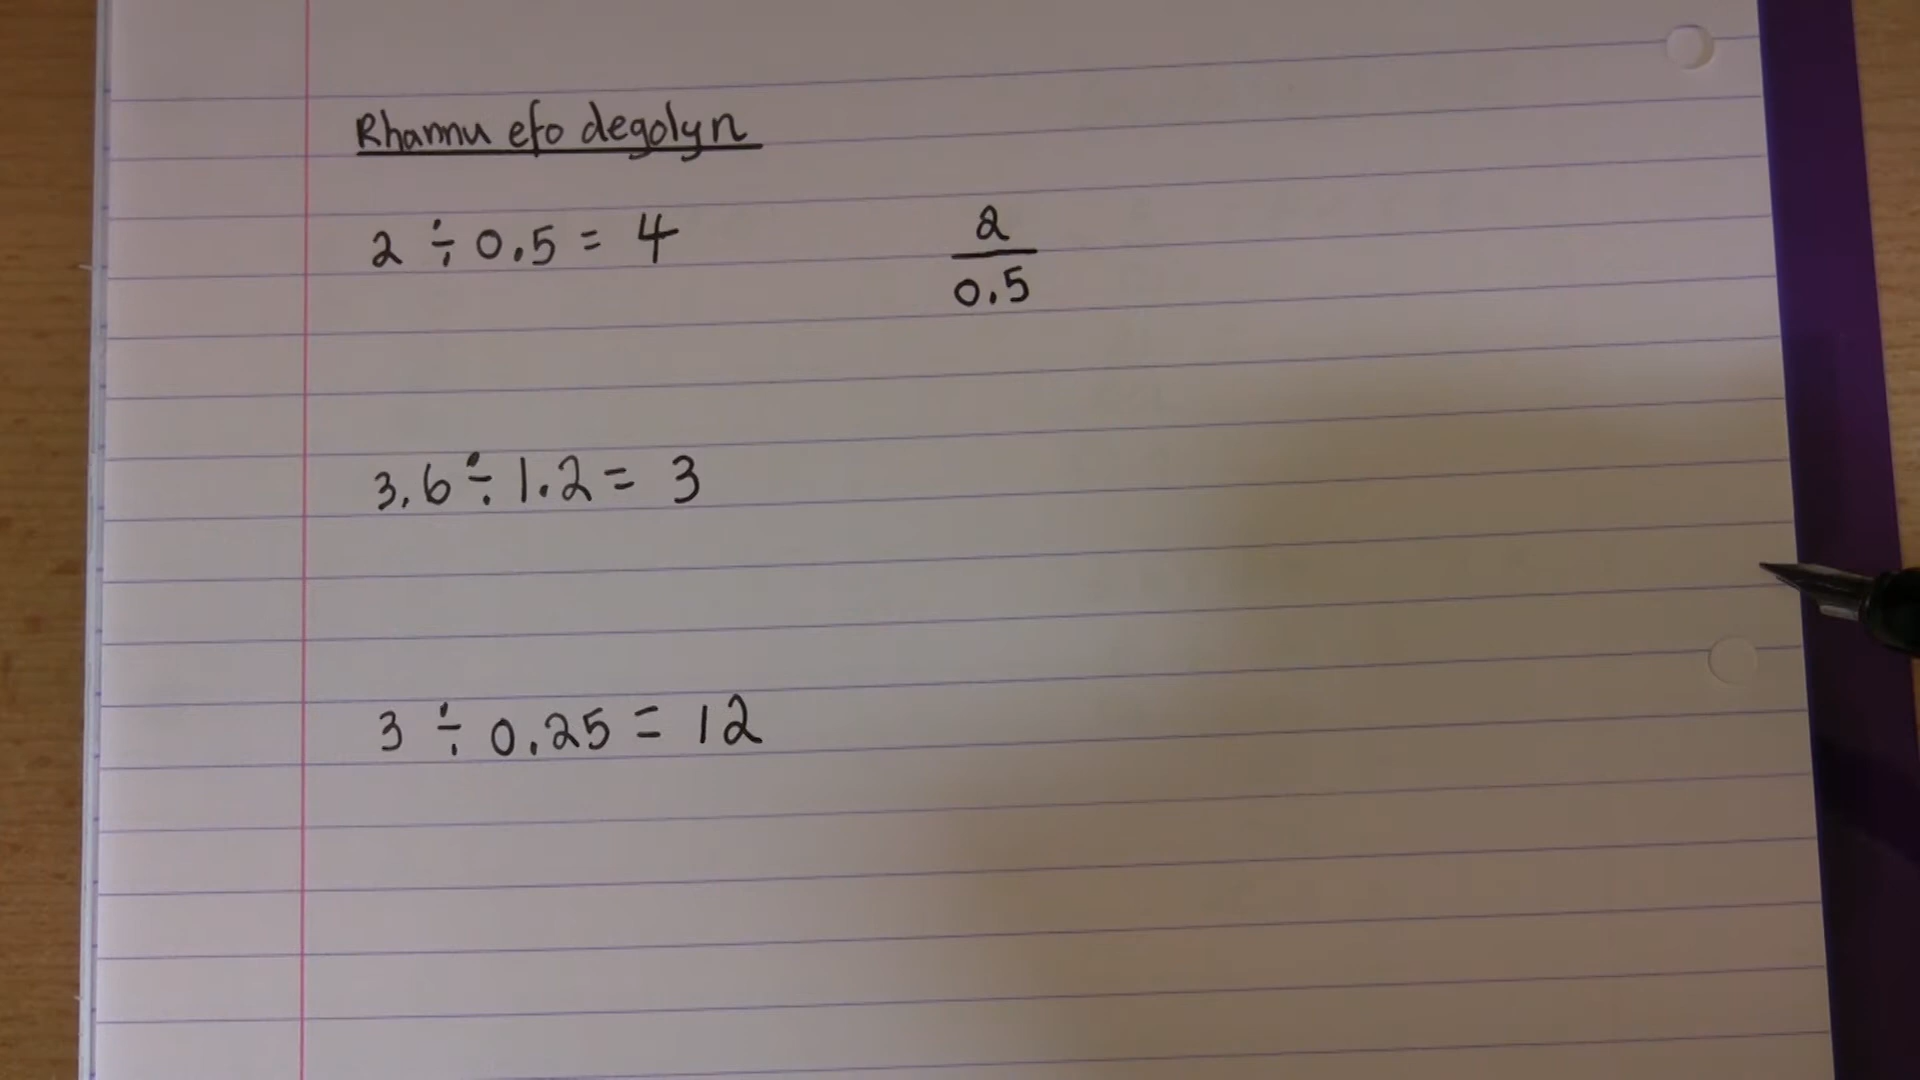 Rhannu efo degolyn
2 ÷ 0.5 = 4
2
0.5
3.6 ÷ 1.2 = 3
3 ÷ 0.25 = 12